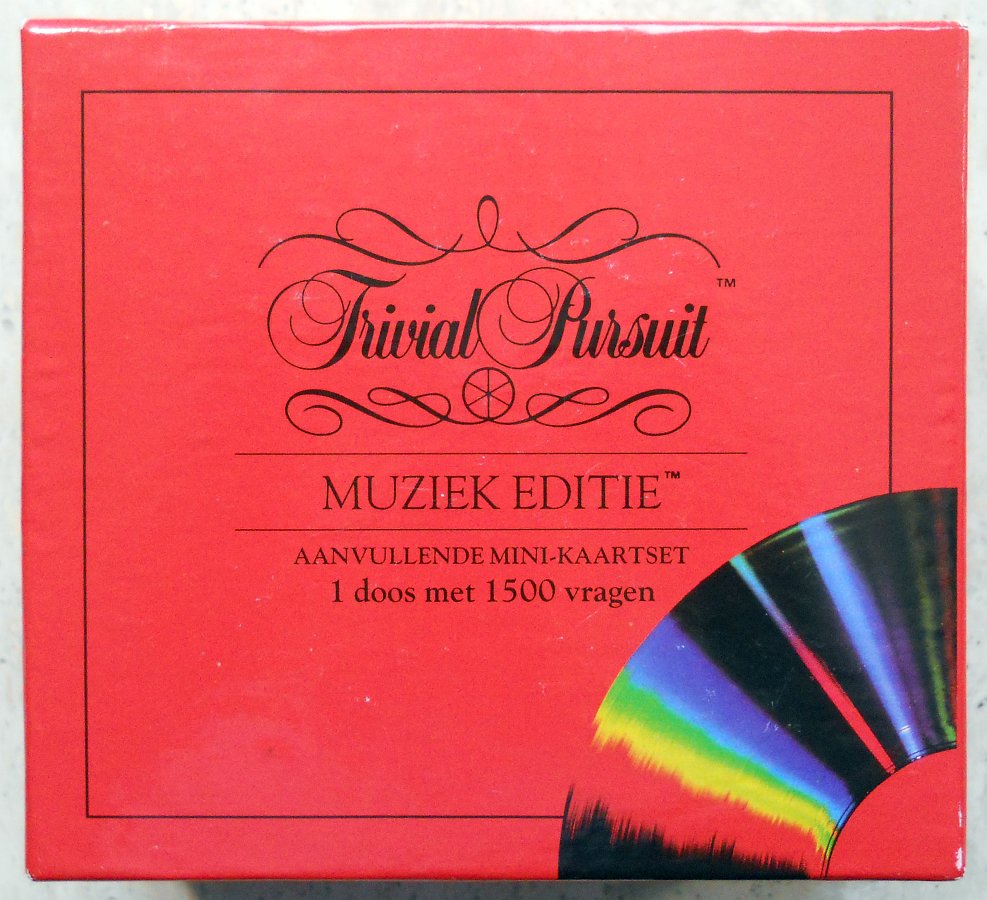 Trivial Pursuit™
MUZIEK EDITIE™
AANVULLENDE MINI-KAARTSET
1 doos met 1500 vragen